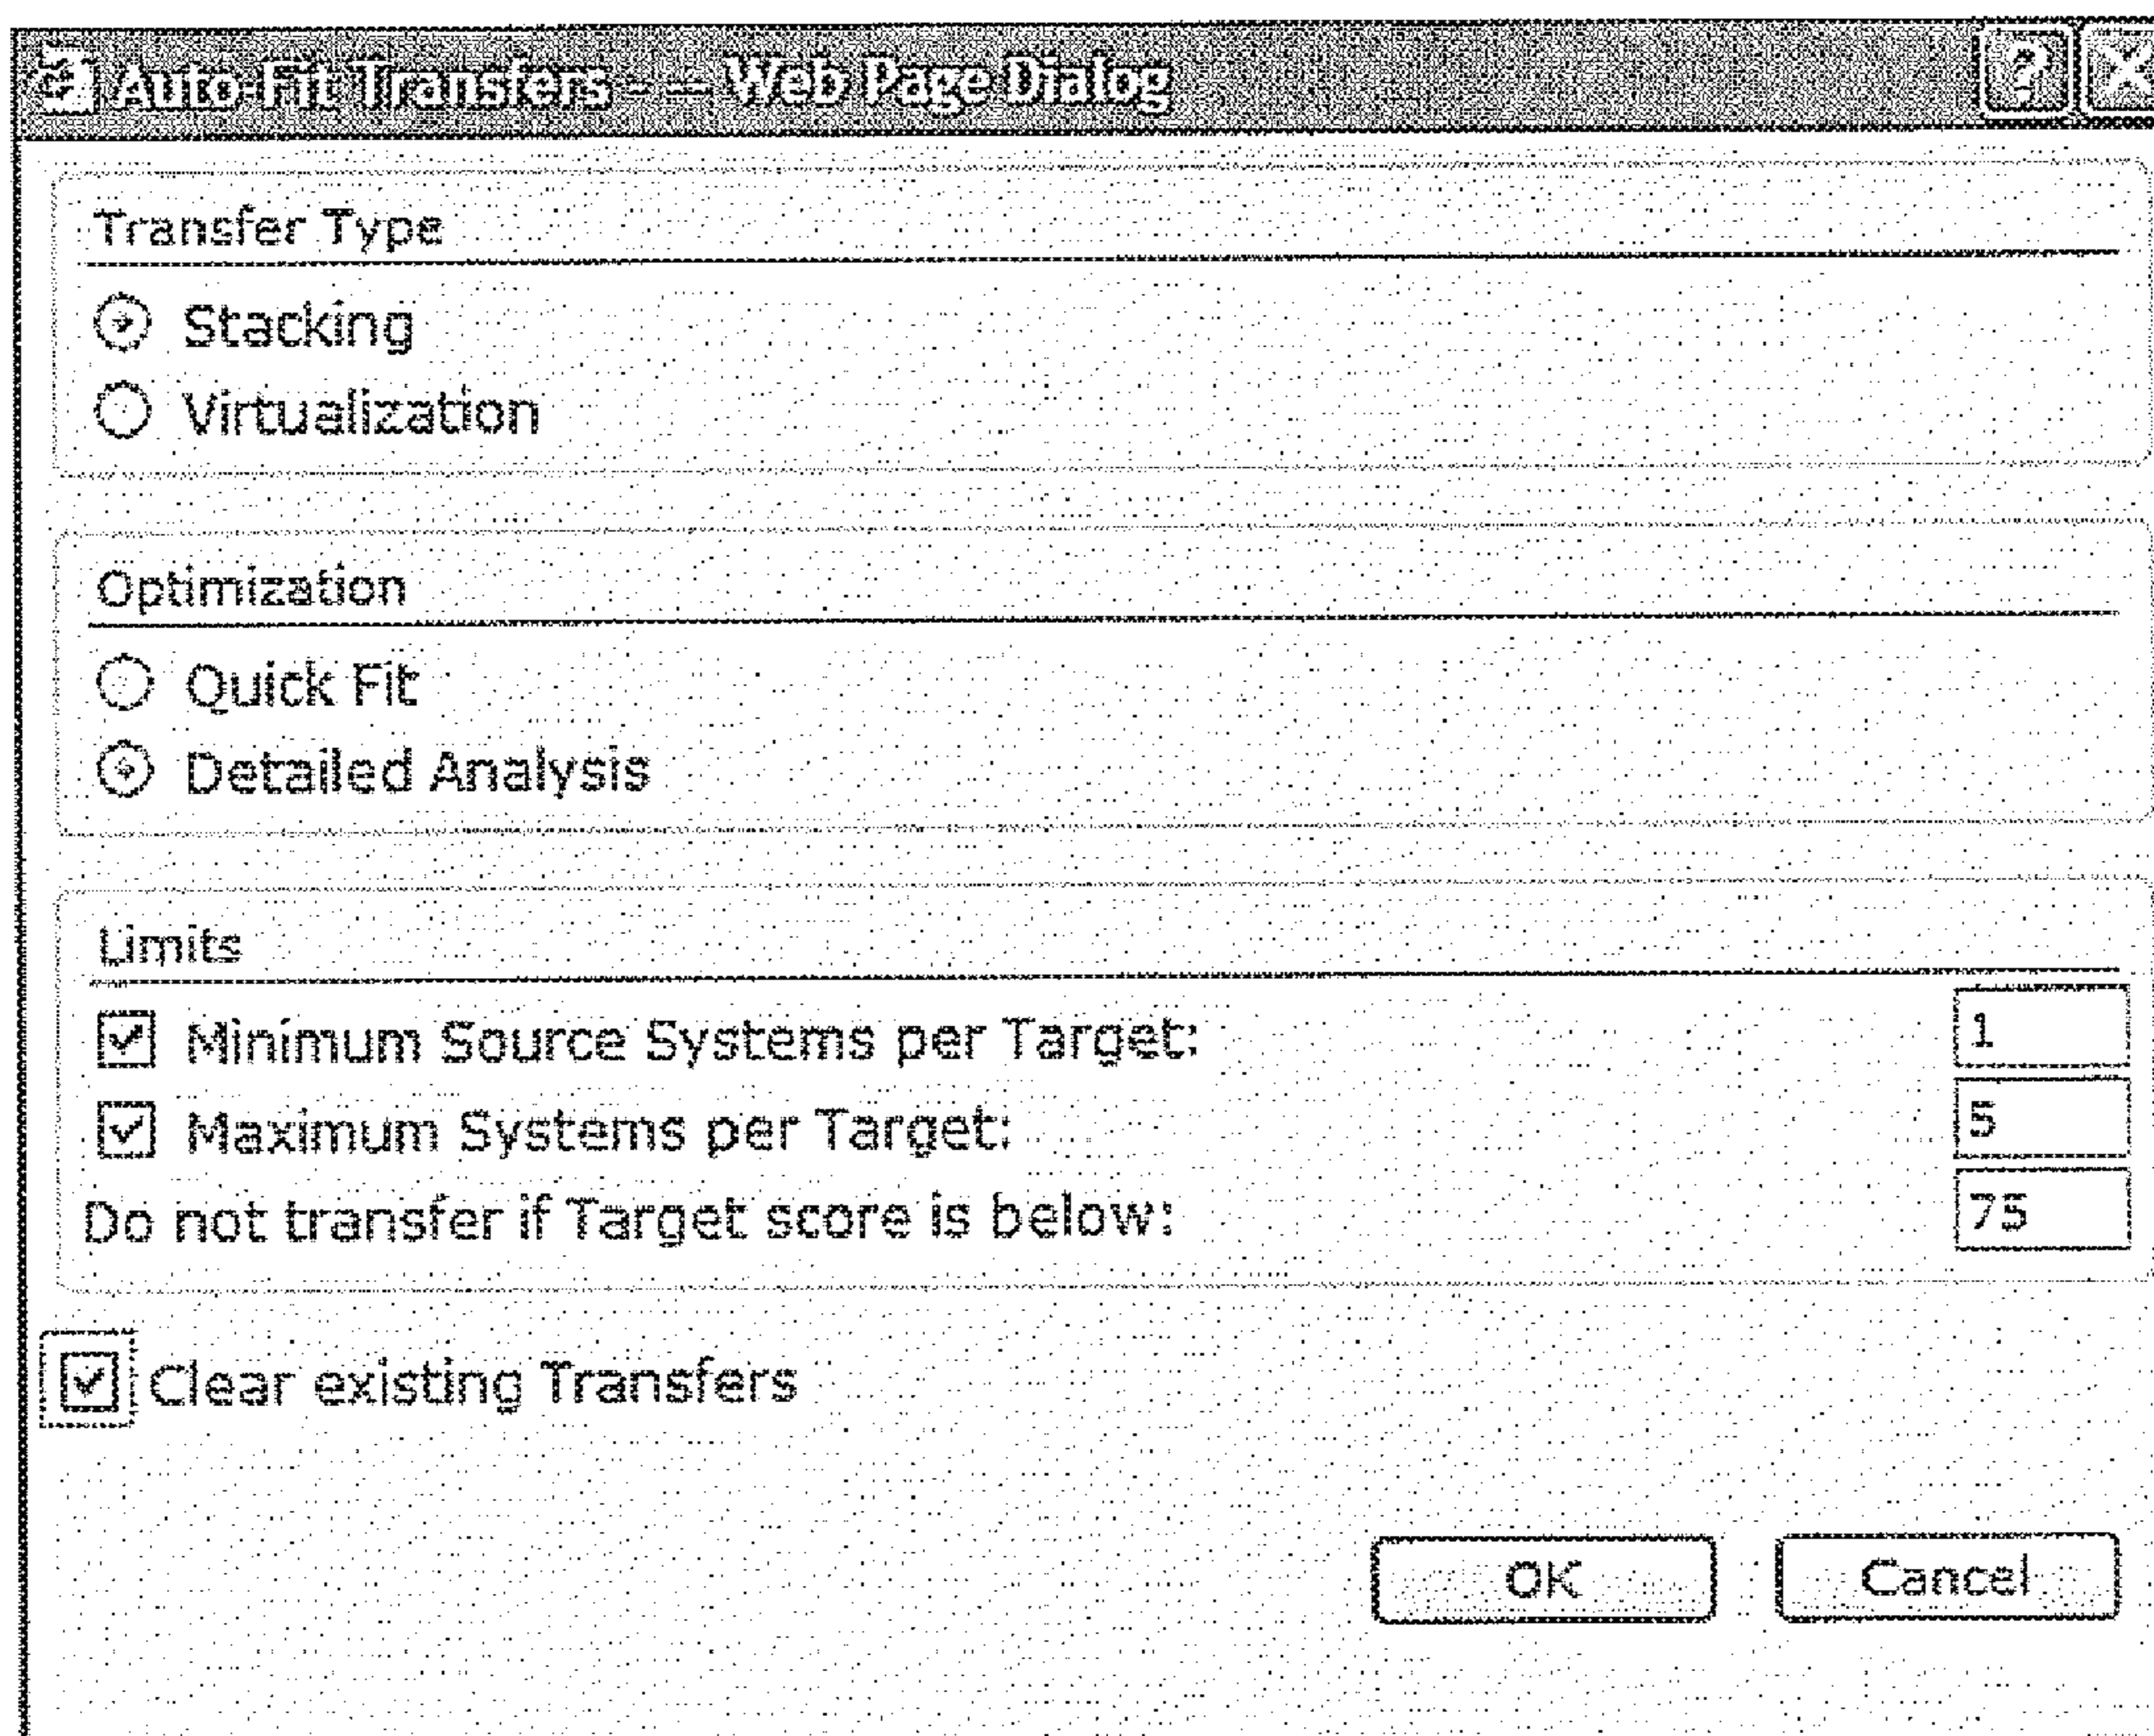 Auto Fit Transfers - -- Web Page Dialog
Transfer Type
Stacking
Virtualization
Optimization
Quick Fit
Detailed Analysis
Limits
Minimum Source Systems per Target: 1
Maximum Systems per Target: 5
Do not transfer if Target score is below: 75
Clear existing Transfers
OK Cancel